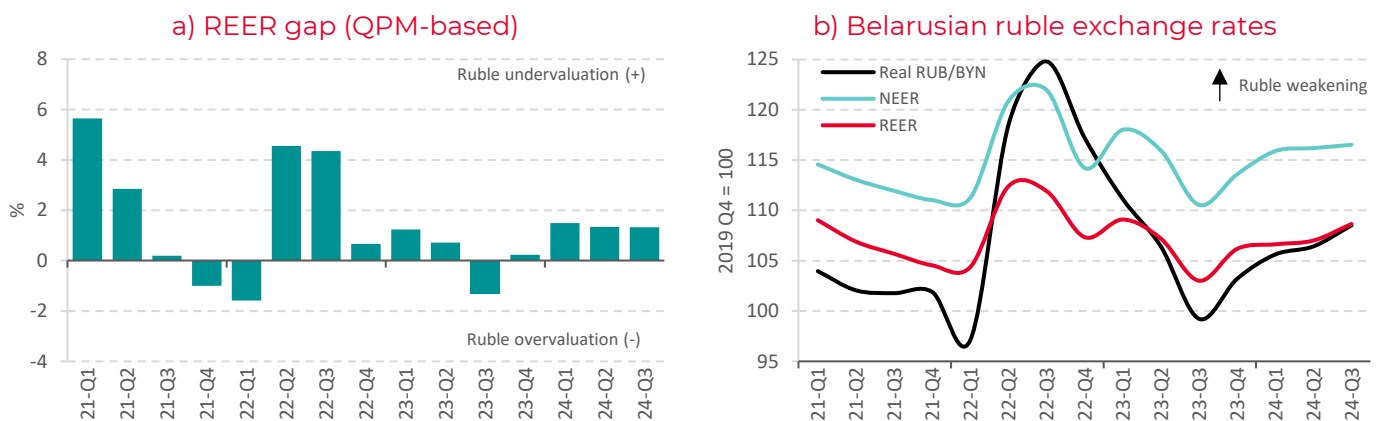 a) REER gap (QPM-based)
8
6
4
2
0
-2
-4
%
Ruble undervaluation (+)
Ruble overvaluation (-)
21-Q1
21-Q2
21-Q3
21-Q4
22-Q1
22-Q2
22-Q3
22-Q4
23-Q1
23-Q2
23-Q3
23-Q4
24-Q1
24-Q2
24-Q3
b) Belarusian ruble exchange rates
125
120
115
110
105
100
95
2019 Q4 = 100
Real RUB/BYN
NEER
REER
Ruble weakening
21-Q1
21-Q2
21-Q3
21-Q4
22-Q1
22-Q2
22-Q3
22-Q4
23-Q1
23-Q2
23-Q3
23-Q4
24-Q1
24-Q2
24-Q3